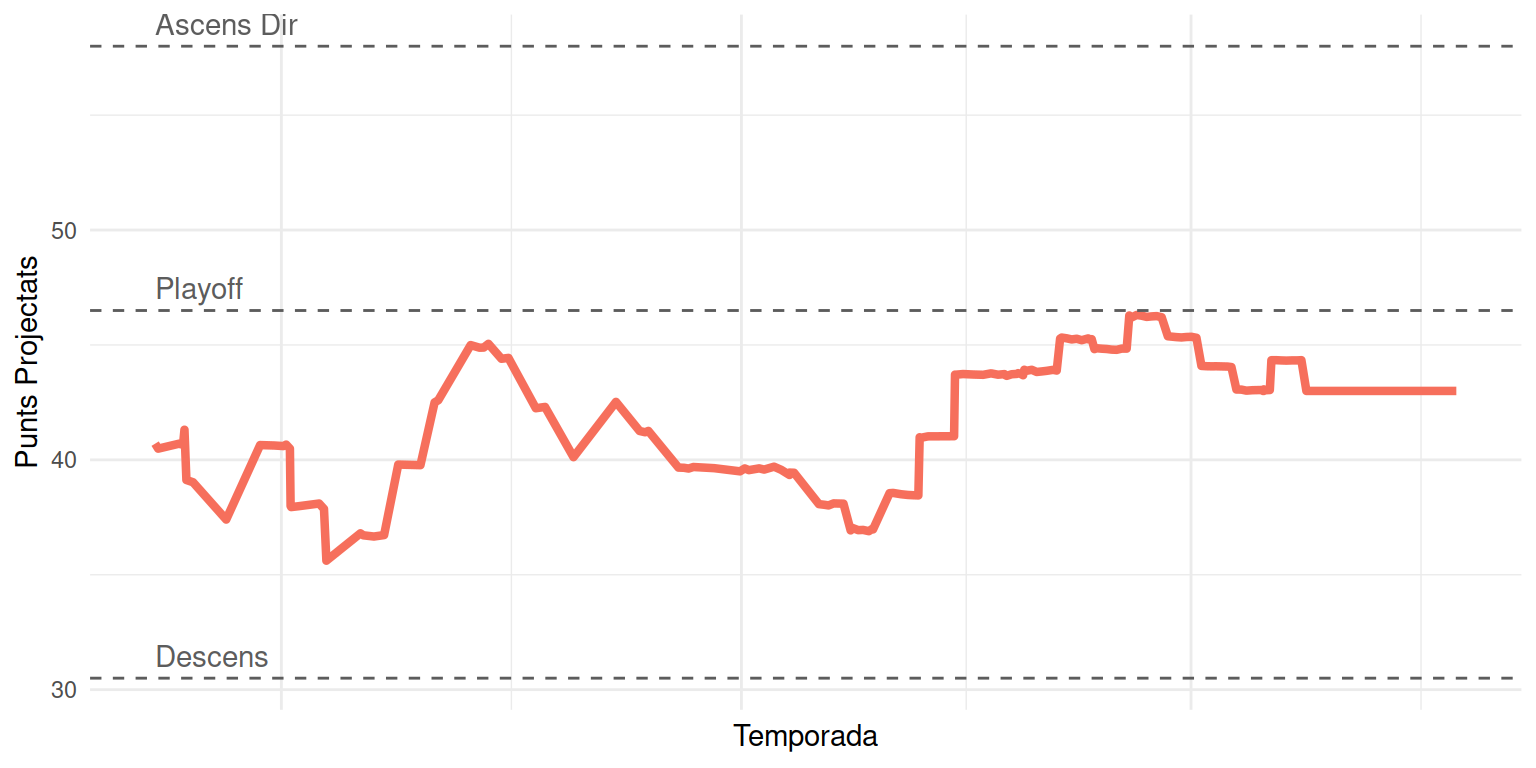 Ascens Dir
50
Playoff
Punts Projectats
40
Descens
30
Temporada